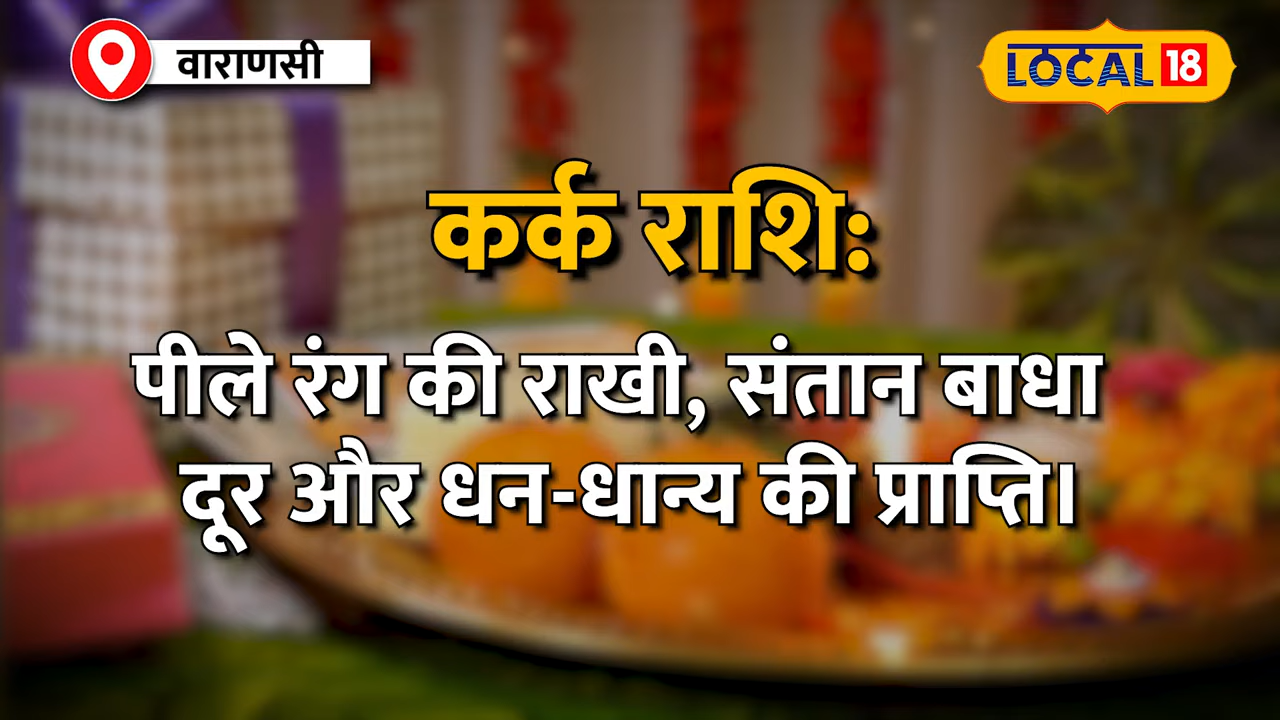 वाराणसी
LOCAL 18
कर्क राशि:
पीले रंग की राखी, संतान बाधा
दूर और धन-धान्य की प्राप्ति।